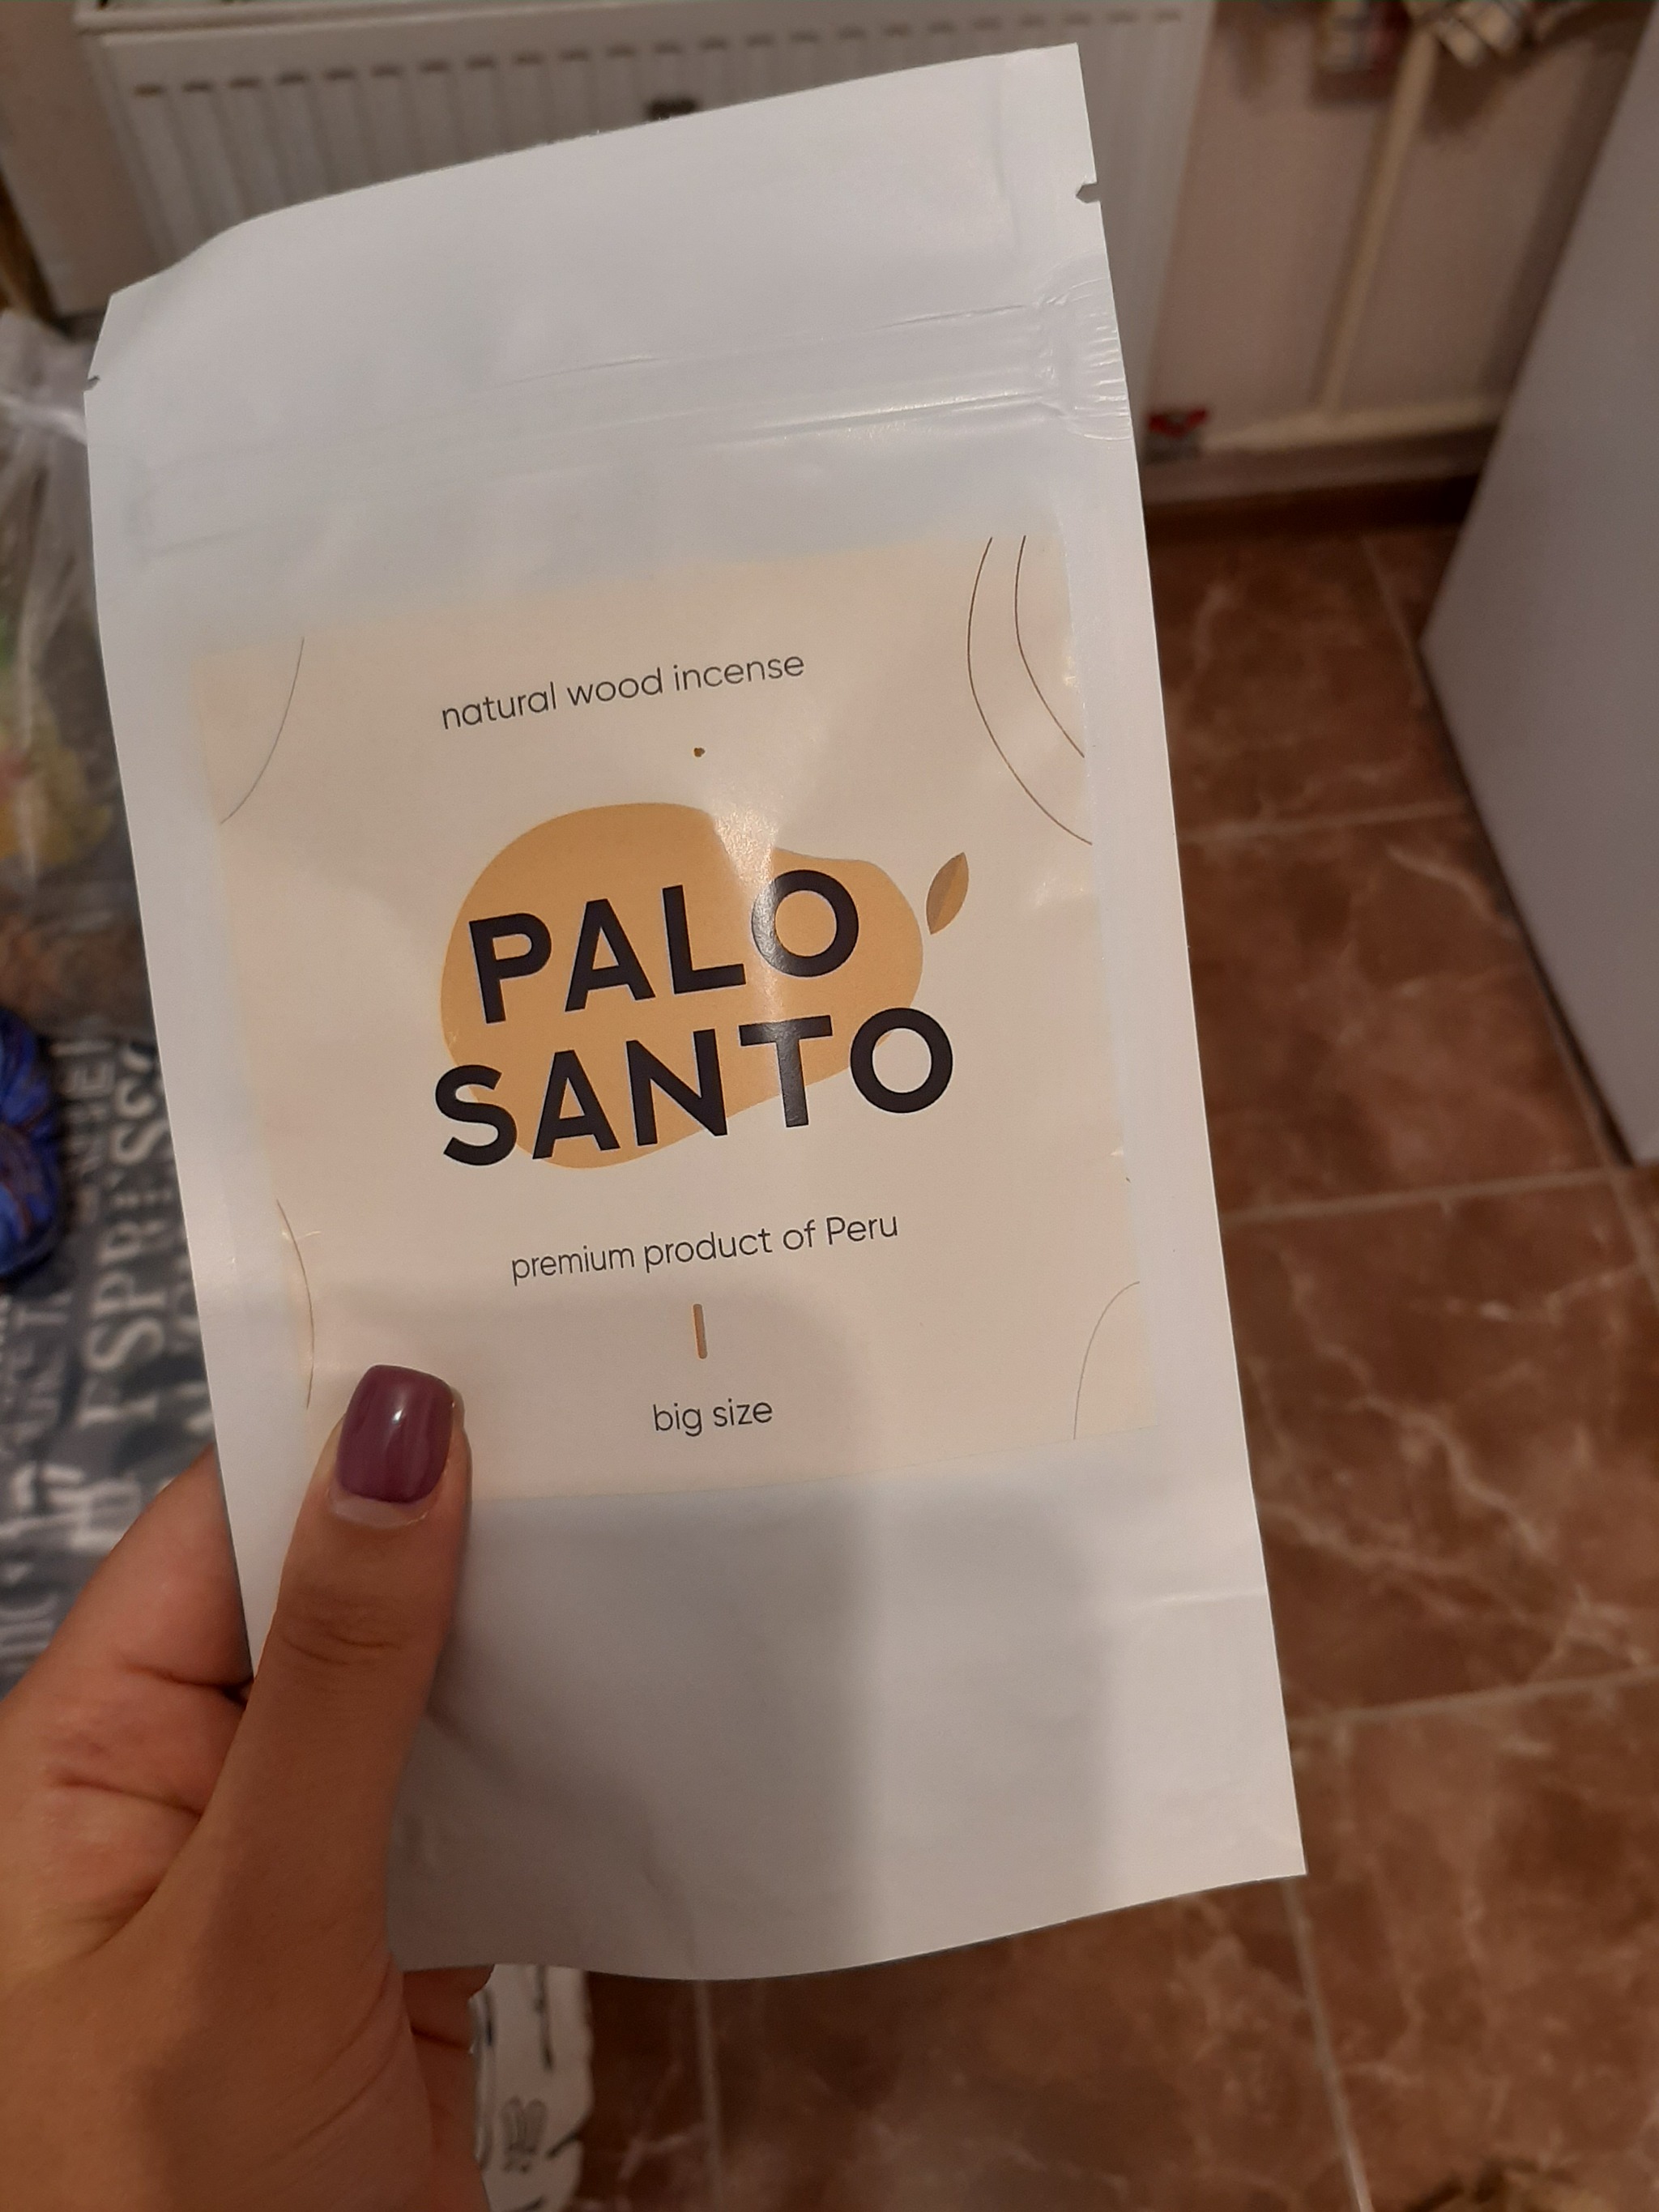 natural wood incense
PALO
SANTO
premium product of Peru
big size